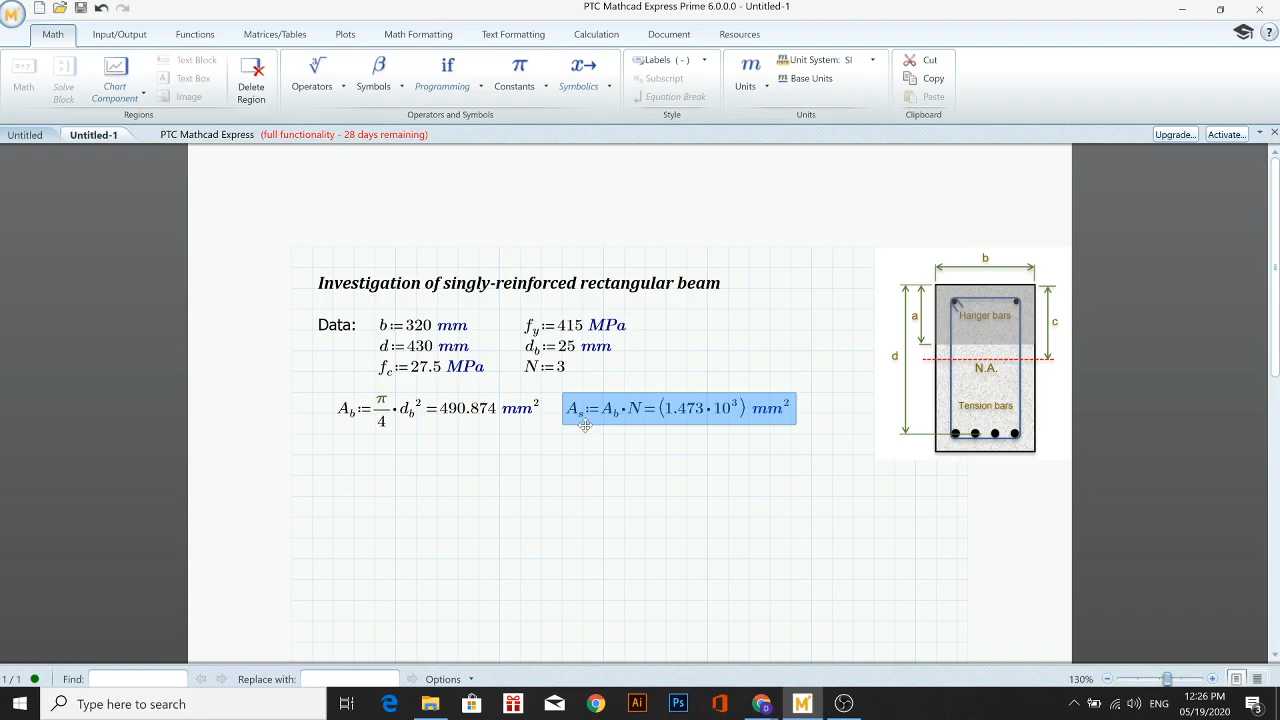 PTC Mathcad Express Prime 6.0.0.0 - Untitled-1
Math Input/Output Functions Matrices/Tables Plots Math Formatting Text Formatting Calculation Document Resources
Math Solve Block Chart Component Text Block Text Box Image Delete Region Operators Symbols Programming Constants Symbolics Labels ( - ) Subscript Equation Break Units Unit System: SI Base Units Cut Copy Paste
Regions Operators and Symbols Style Units Clipboard
Untitled Untitled-1 PTC Mathcad Express (full functionality - 28 days remaining) Upgrade... Activate...
Investigation of singly-reinforced rectangular beam
Data: b:=320 mm f_y:=415 MPa
d:=430 mm d_b:=25 mm
f_c:=27.5 MPa N:=3
A_b:=π/4•d_b^2=490.874 mm^2 A_s:=A_b•N=(1.473•10^3) mm^2
b
a
c
d
Hanger bars
N.A.
Tension bars
1 / 1 Find: Replace with: Options 130%
Type here to search
Ai Ps ENG 12:26 PM
05/19/2020 3